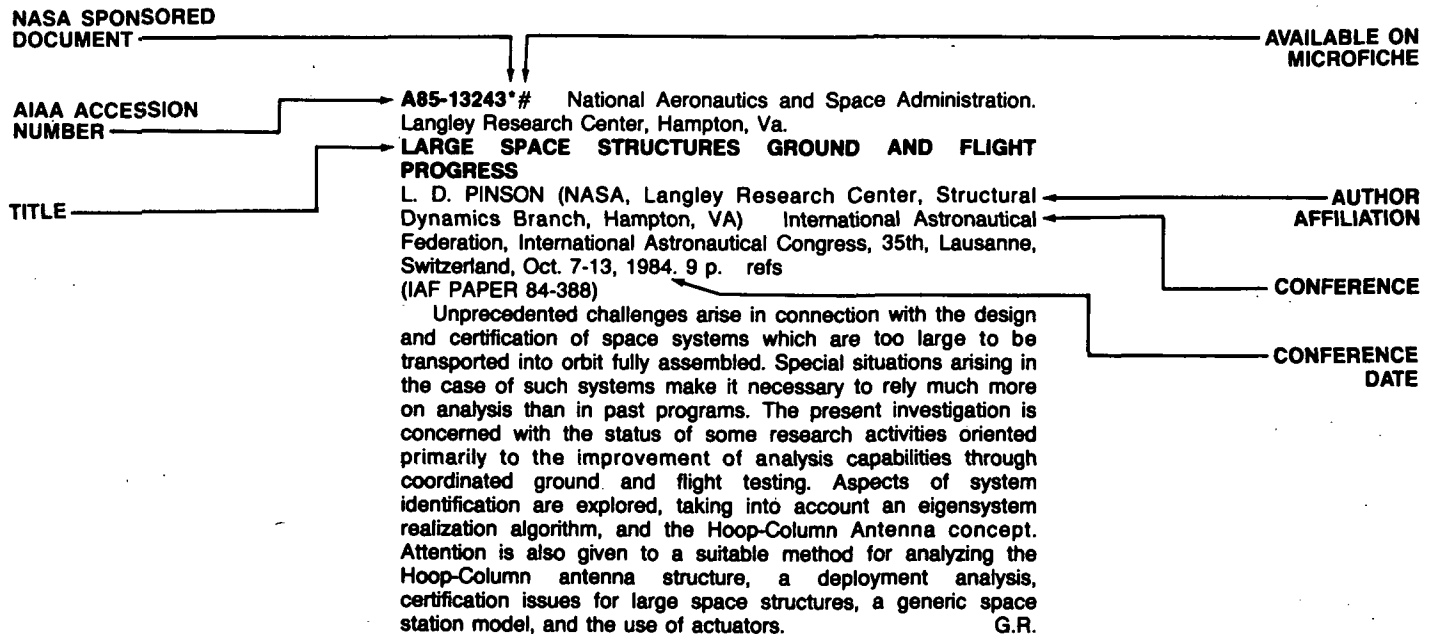 NASA SPONSORED
DOCUMENT
AVAILABLE ON
MICROFICHE
AIAA ACCESSION
NUMBER
A85-13243*# National Aeronautics and Space Administration.
Langley Research Center, Hampton, Va.
LARGE SPACE STRUCTURES GROUND AND FLIGHT
PROGRESS
TITLE
L. D. PINSON (NASA, Langley Research Center, Structural
Dynamics Branch, Hampton, VA) International Astronautical
Federation, International Astronautical Congress, 35th, Lausanne,
Switzerland, Oct. 7-13, 1984. 9 p. refs
(IAF PAPER 84-388)
AUTHOR
AFFILIATION
CONFERENCE
CONFERENCE
DATE
Unprecedented challenges arise in connection with the design
and certification of space systems which are too large to be
transported into orbit fully assembled. Special situations arising in
the case of such systems make it necessary to rely much more
on analysis than in past programs. The present investigation is
concerned with the status of some research activities oriented
primarily to the improvement of analysis capabilities through
coordinated ground and flight testing. Aspects of system
identification are explored, taking into account an eigensystem
realization algorithm, and the Hoop-Column Antenna concept.
Attention is also given to a suitable method for analyzing the
Hoop-Column antenna structure, a deployment analysis,
certification issues for large space structures, a generic space
station model, and the use of actuators. G.R.